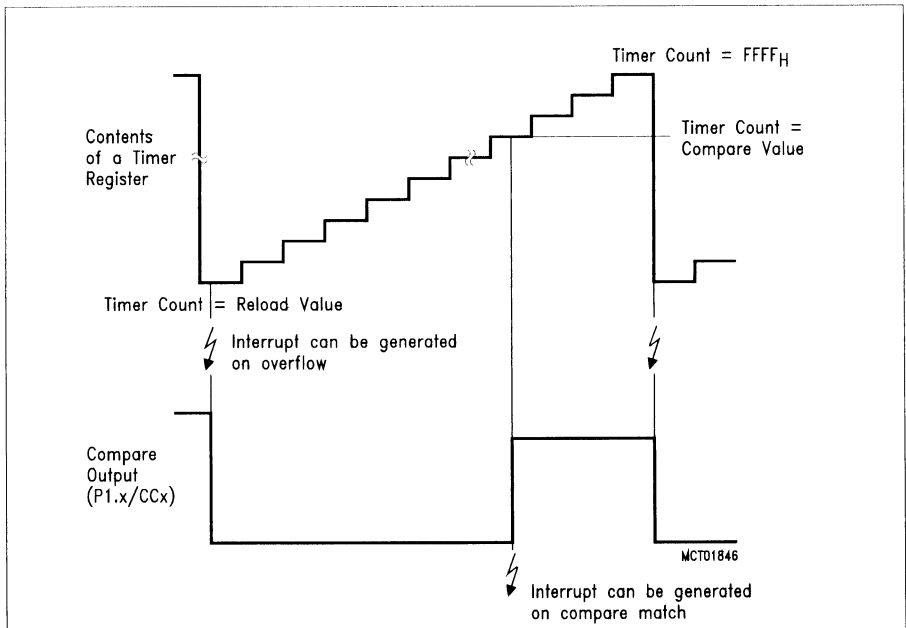 Timer Count = FFFFH
Contents
of a Timer
Register
Timer Count =
Compare Value
Timer Count = Reload Value
Interrupt can be generated
on overflow
Compare
Output
(P1.x/CCx)
MCT01846
Interrupt can be generated
on compare match